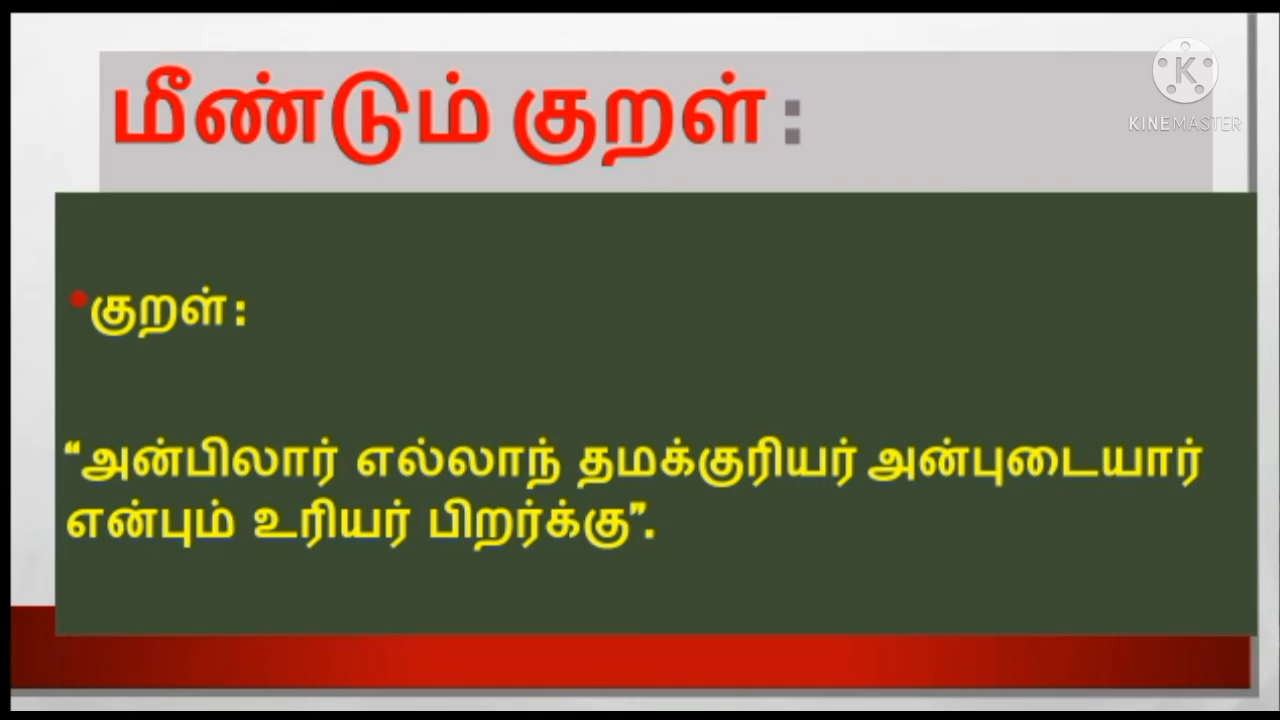 மீண்டும் குறள் :
KINEMASTER
•குறள் :
“அன்பிலார் எல்லாந் தமக்குரியர் அன்புடையார்
என்பும் உரியர் பிறர்க்கு”.